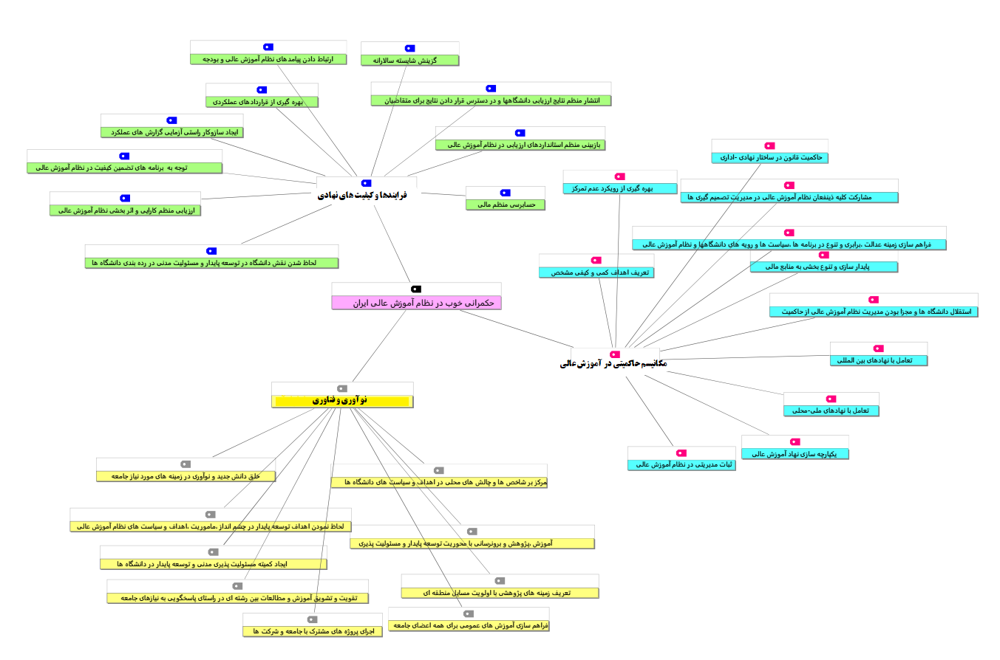 ارتباط دادن پیامدهای نظام آموزش عالی و بودجه
گزینش شایسته سالارانه
بهره گیری از قراردادهای عملکردی
انتشار منظم نتایج ارزیابی دانشگاهها و در دسترس قرار دادن نتایج برای متقاضیان
ایجاد سازوکار راستی آزمایی گزارش های عملکرد
بازبینی منظم استانداردهای ارزیابی در نظام آموزش عالی
توجه به برنامه های تضمین کیفیت در نظام آموزش عالی
فرایندها و کیفیت های نهادی
ارزیابی منظم کارایی و اثر بخشی نظام آموزش عالی
حسابرسی منظم مالی
لحاظ شدن نقش دانشگاه در توسعه پایدار و مسئولیت مدنی در رده بندی دانشگاه ها
حکمرانی خوب در نظام آموزش عالی ایران
حاکمیت قانون در ساختار نهادی -اداری
بهره گیری از رویکرد عدم تمرکز
مشارکت کلیه ذینفعان نظام آموزش عالی در مدیریت تصمیم گیری ها
فراهم سازی زمینه عدالت ،برابری و تنوع در برنامه ها ،سیاست ها و رویه های دانشگاهها و نظام آموزش عالی
تعریف اهداف کمی و کیفی مشخص
پایدار سازی و تنوع بخشی به منابع مالی
استقلال دانشگاه ها و مجزا بودن مدیریت نظام آموزش عالی از حاکمیت
مکانیسم حاکمیتی در آموزش عالی
تعامل با نهادهای بین المللی
تعامل با نهادهای ملی-محلی
یکپارچه سازی نهاد آموزش عالی
ثبات مدیریتی در نظام آموزش عالی
نوآوری و فناوری
خلق دانش جدید و نوآوری در زمینه های مورد نیاز جامعه
مرکز بر شاخص ها و چالش های محلی در اهداف و سیاست های دانشگاه ها
لحاظ نمودن اهداف توسعه پایدار در چشم انداز ،ماموریت ،اهداف و سیاست های نظام آموزش عالی
آموزش ،پژوهش و برونرسانی با محوریت توسعه پایدار و مسئولیت پذیری
ایجاد کمیته مسئولیت پذیری مدنی و توسعه پایدار در دانشگاه ها
تعریف زمینه های پژوهشی با اولویت مسایل منطقه ای
تقویت و تشویق آموزش و مطالعات بین رشته ای در راستای پاسخگویی به نیازهای جامعه
فراهم سازی آموزش های عمومی برای همه اعضای جامعه
اجرای پروژه های مشترک با جامعه و شرکت ها